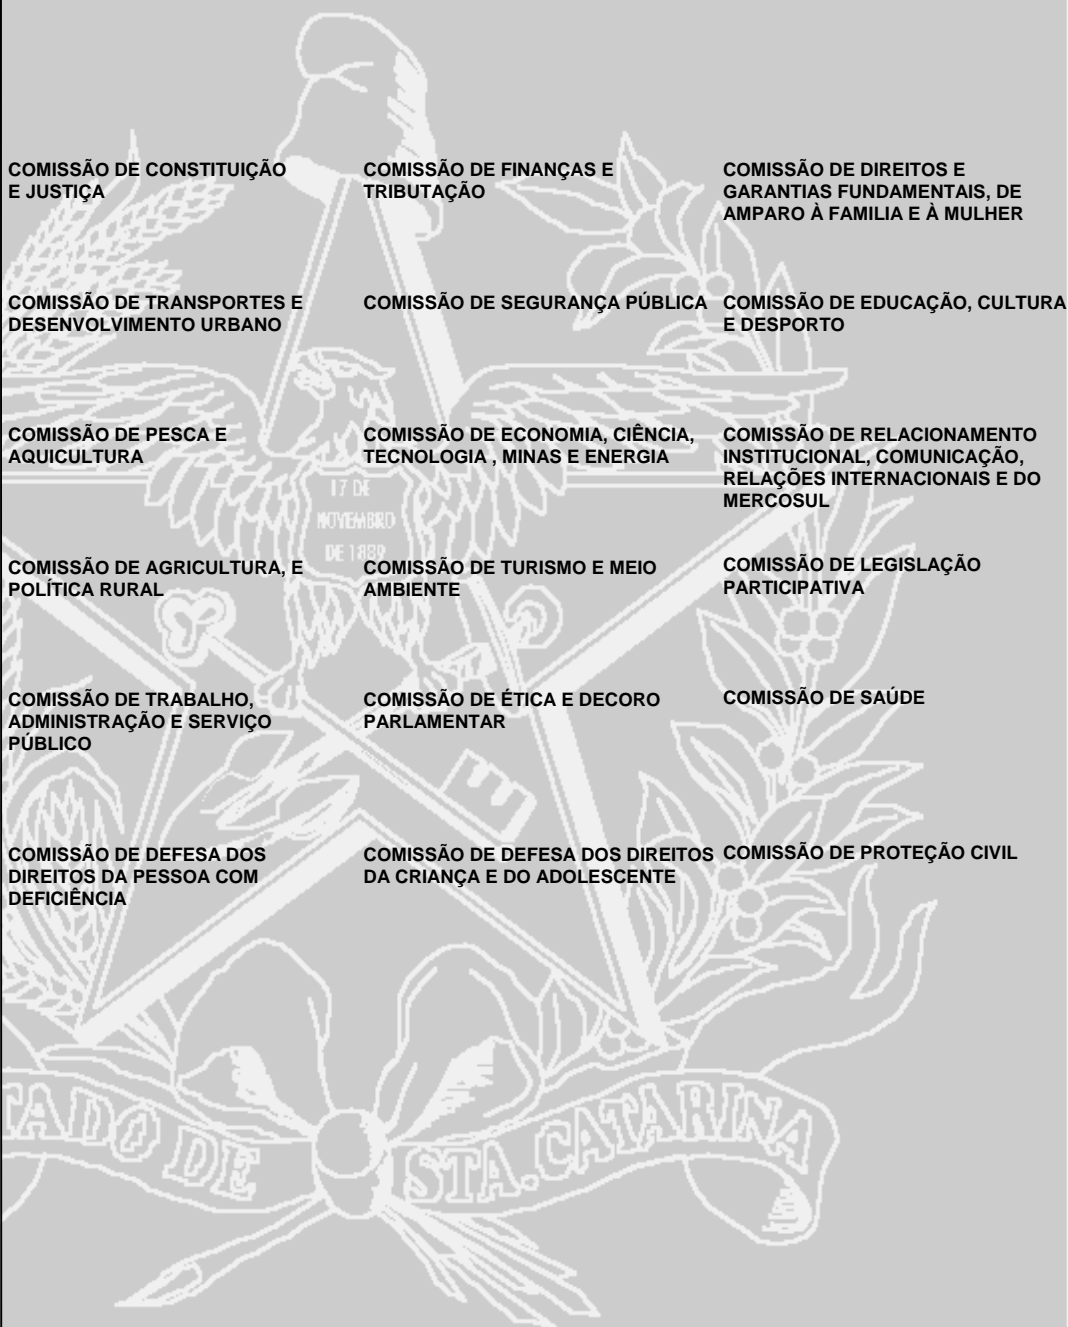 COMISSÃO DE CONSTITUIÇÃO
E JUSTIÇA
COMISSÃO DE FINANÇAS E
TRIBUTAÇÃO
COMISSÃO DE DIREITOS E
GARANTIAS FUNDAMENTAIS, DE
AMPARO À FAMILIA E À MULHER
COMISSÃO DE TRANSPORTES E
DESENVOLVIMENTO URBANO
COMISSÃO DE SEGURANÇA PÚBLICA
COMISSÃO DE EDUCAÇÃO, CULTURA
E DESPORTO
COMISSÃO DE PESCA E
AQUICULTURA
COMISSÃO DE ECONOMIA, CIÊNCIA,
TECNOLOGIA , MINAS E ENERGIA
COMISSÃO DE RELACIONAMENTO
INSTITUCIONAL, COMUNICAÇÃO,
RELAÇÕES INTERNACIONAIS E DO
MERCOSUL
17 DE
NOVEMBRO
DE 1889
COMISSÃO DE AGRICULTURA, E
POLÍTICA RURAL
COMISSÃO DE TURISMO E MEIO
AMBIENTE
COMISSÃO DE LEGISLAÇÃO
PARTICIPATIVA
COMISSÃO DE TRABALHO,
ADMINISTRAÇÃO E SERVIÇO
PÚBLICO
COMISSÃO DE ÉTICA E DECORO
PARLAMENTAR
COMISSÃO DE SAÚDE
COMISSÃO DE DEFESA DOS
DIREITOS DA PESSOA COM
DEFICIÊNCIA
COMISSÃO DE DEFESA DOS DIREITOS
DA CRIANÇA E DO ADOLESCENTE
COMISSÃO DE PROTEÇÃO CIVIL
TADO DE STA.CATARINA